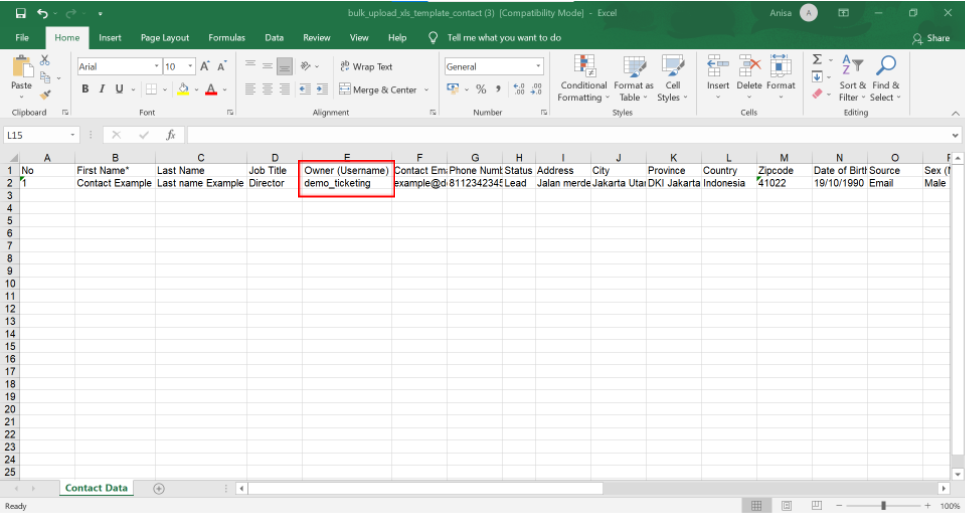 bulk_upload_xls_template_contact (3) [Compatibility Mode] - Excel
Anisa A
File Home Insert Page Layout Formulas Data Review View Help Tell me what you want to do Share
Paste
Arial 10 A A
Wrap Text
General
Conditional Formatting
Format as Table
Cell Styles
Insert Delete Format
Sort & Filter
Find & Select
B I U A
Merge & Center
% ,
Clipboard Font Alignment Number Styles Cells Editing
L15 fx
A B C D E F G H I J K L M N O
1 No First Name* Last Name Job Title Owner (Username) Contact Em Phone Numb Status Address City Province Country Zipcode Date of Birth Source Sex (
2 1 Contact Example Last name Example Director demo_ticketing example@d 8112342345 Lead Jalan merde Jakarta Utar DKI Jakarta Indonesia 41022 19/10/1990 Email Male
3
4
5
6
7
8
9
10
11
12
13
14
15
16
17
18
19
20
21
22
23
24
25
Contact Data
Ready 100%